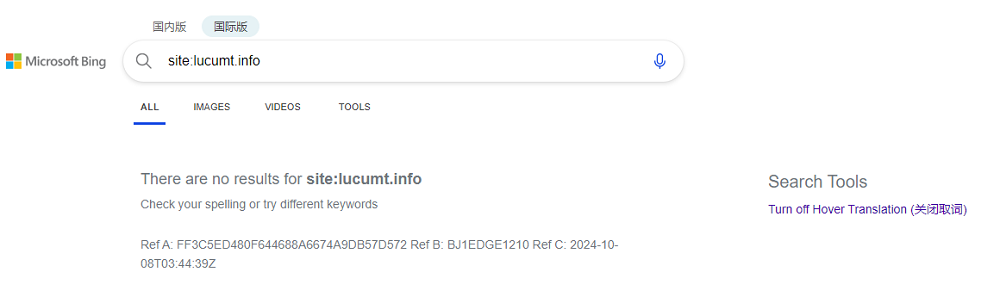 国内版 国际版
Microsoft Bing
site:lucumt.info
ALL IMAGES VIDEOS TOOLS
There are no results for site:lucumt.info
Check your spelling or try different keywords
Ref A: FF3C5ED480F644688A6674A9DB57D572 Ref B: BJ1EDGE1210 Ref C: 2024-10-
08T03:44:39Z
Search Tools
Turn off Hover Translation (关闭取词)